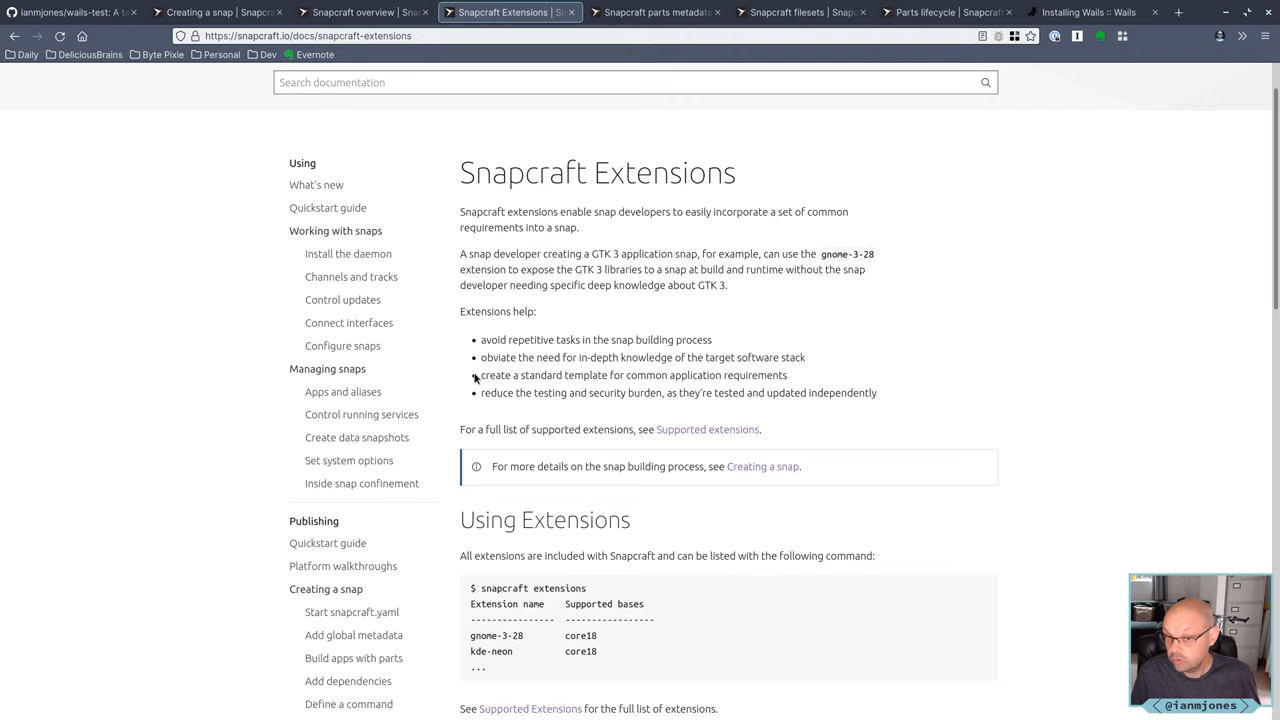 ianmjones/wails-test: A te
Creating a snap | Snapcra
Snapcraft overview | Snap
Snapcraft Extensions | Sn
Snapcraft parts metadata
Snapcraft filesets | Snapc
Parts lifecycle | Snapcraf
Installing Wails :: Wails
https://snapcraft.io/docs/snapcraft-extensions
Daily
DeliciousBrains
Byte Pixie
Personal
Dev
Evernote
Search documentation
Using
What's new
Quickstart guide
Working with snaps
Install the daemon
Channels and tracks
Control updates
Connect interfaces
Configure snaps
Managing snaps
Apps and aliases
Control running services
Create data snapshots
Set system options
Inside snap confinement
Publishing
Quickstart guide
Platform walkthroughs
Creating a snap
Start snapcraft.yaml
Add global metadata
Build apps with parts
Add dependencies
Define a command
Snapcraft Extensions
Snapcraft extensions enable snap developers to easily incorporate a set of common
requirements into a snap.
A snap developer creating a GTK 3 application snap, for example, can use the gnome-3-28
extension to expose the GTK 3 libraries to a snap at build and runtime without the snap
developer needing specific deep knowledge about GTK 3.
Extensions help:
• avoid repetitive tasks in the snap building process
• obviate the need for in-depth knowledge of the target software stack
• create a standard template for common application requirements
• reduce the testing and security burden, as they're tested and updated independently
For a full list of supported extensions, see Supported extensions.
For more details on the snap building process, see Creating a snap.
Using Extensions
All extensions are included with Snapcraft and can be listed with the following command:
$ snapcraft extensions
Extension name Supported bases
---------------- -----------------
gnome-3-28 core18
kde-neon core18
...
See Supported Extensions for the full list of extensions.
@ianmjones